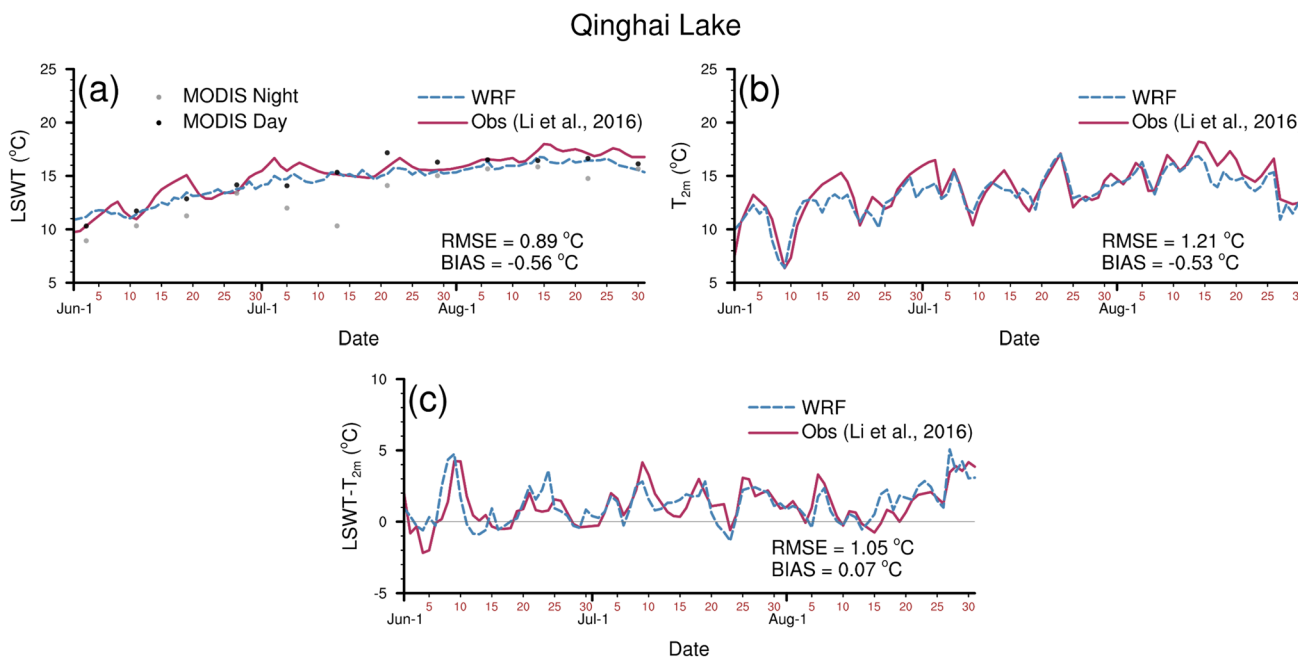 Qinghai Lake
(a)
MODIS Night
MODIS Day
WRF
Obs (Li et al., 2016)
LSWT (°C)
25
20
15
10
5
RMSE = 0.89 °C
BIAS = -0.56 °C
5 10 15 20 25 30 5 10 15 20 25 30 5 10 15 20 25 30
Jun-1 Jul-1 Aug-1
Date
(b)
WRF
Obs (Li et al., 2016
T2m (°C)
25
20
15
10
5
RMSE = 1.21 °C
BIAS = -0.53 °C
5 10 15 20 25 30 5 10 15 20 25 30 5 10 15 20 25 3
Jun-1 Jul-1 Aug-1
Date
(c)
WRF
Obs (Li et al., 2016)
LSWT-T2m (°C)
10
5
0
-5
RMSE = 1.05 °C
BIAS = 0.07 °C
5 10 15 20 25 30 5 10 15 20 25 30 5 10 15 20 25 30
Jun-1 Jul-1 Aug-1
Date